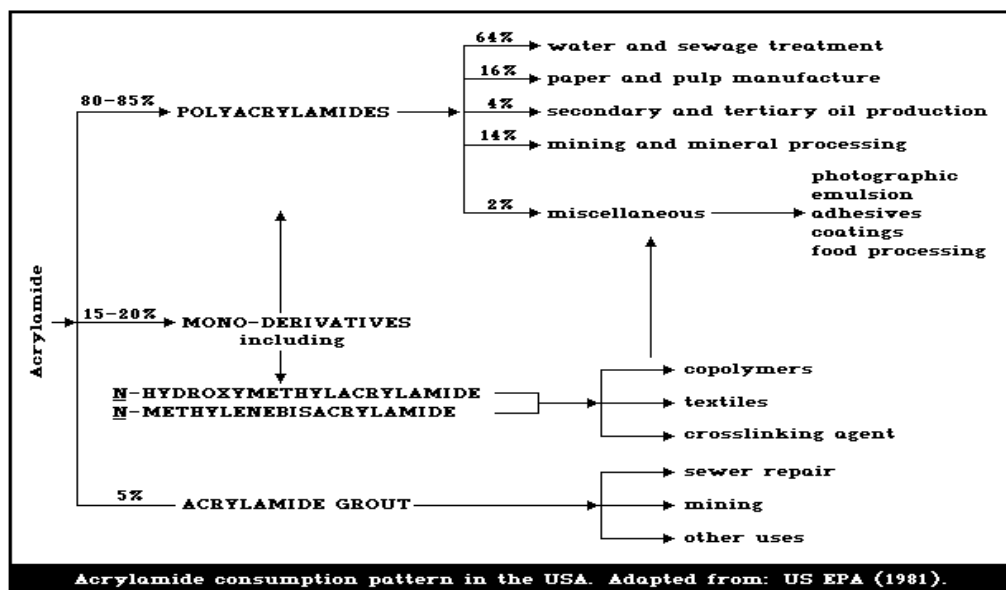 64%
water and sewage treatment
16%
paper and pulp manufacture
80-85%
POLYACRYLAMIDES
4%
secondary and tertiary oil production
14%
mining and mineral processing
2%
miscellaneous
photographic
emulsion
adhesives
coatings
food processing
Acrylamide
15-20%
MONO-DERIVATIVES
including
N-HYDROXYMETHYLACRYLAMIDE
N-METHYLENEBISACRYLAMIDE
copolymers
textiles
crosslinking agent
5%
ACRYLAMIDE GROUT
sewer repair
mining
other uses
Acrylamide consumption pattern in the USA. Adapted from: US EPA (1981).